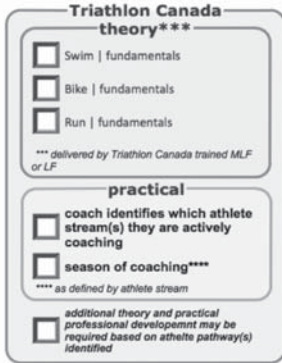 Triathlon Canada
theory***
Swim | fundamentals
Bike | fundamentals
Run | fundamentals
*** delivered by Triathlon Canada trained MLF
or LF
practical
coach identifies which athlete
stream(s) they are actively
coaching
season of coaching****
**** as defined by athlete stream
additional theory and practical
professional developemnt may be
required based on athelte pathway(s)
identified